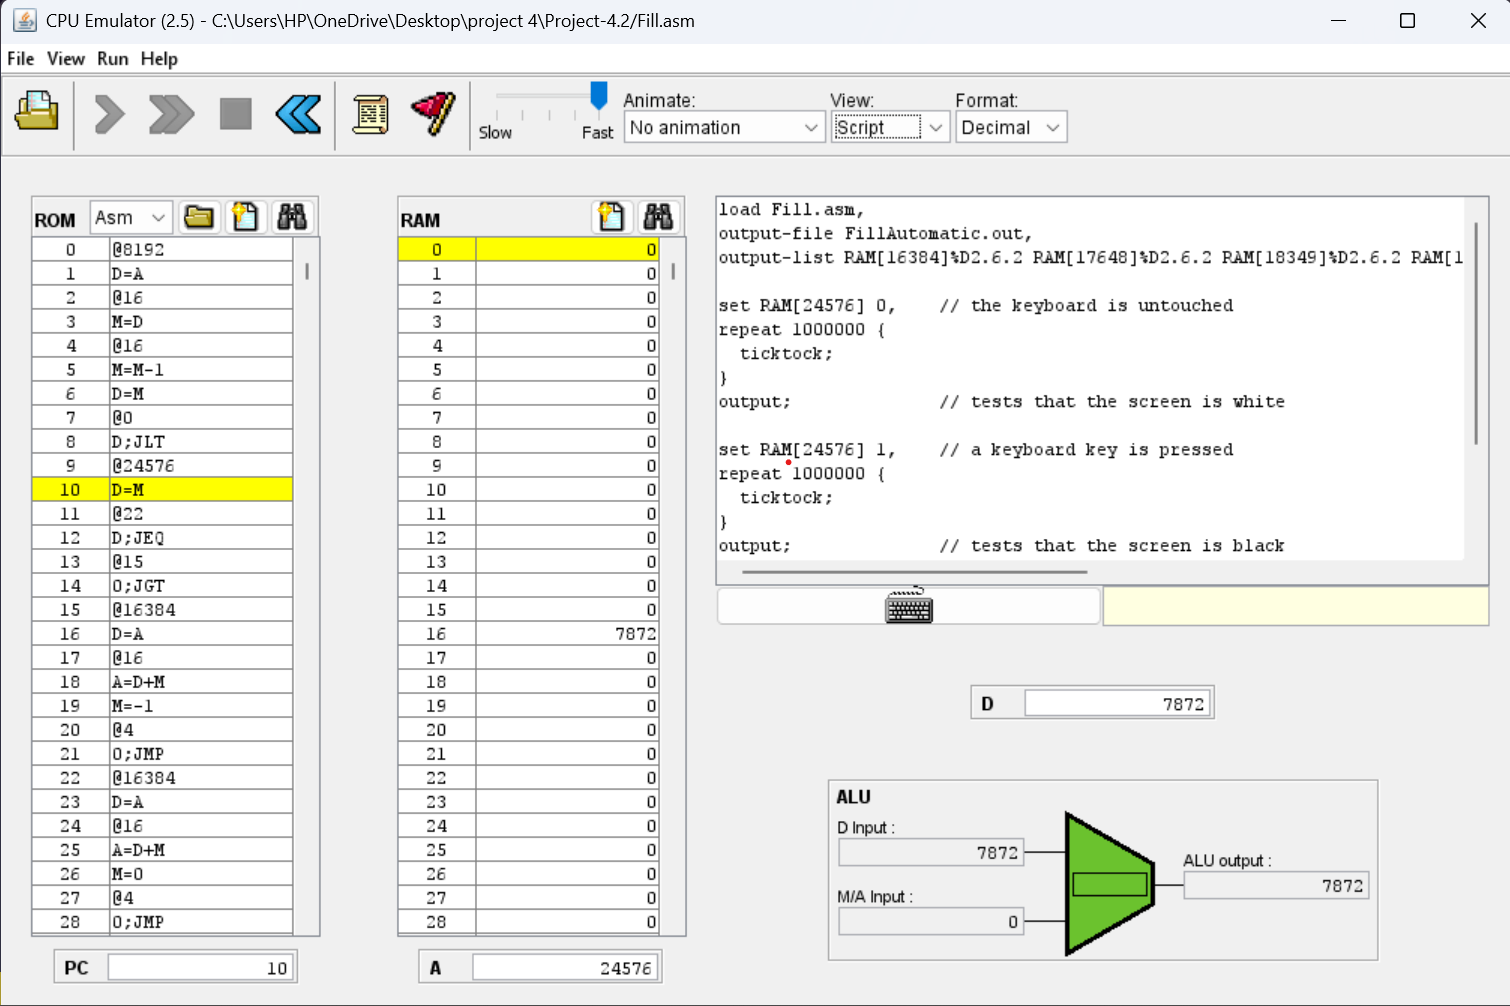 CPU Emulator (2.5) - C:\Users\HP\OneDrive\Desktop\project 4\Project-4.2/Fill.asm
File View Run Help
Slow Fast
Animate:
No animation
View:
Script
Format:
Decimal
ROM Asm
0 @8192
1 D=A
2 @16
3 M=D
4 @16
5 M=M-1
6 D=M
7 @0
8 D;JLT
9 @24576
10 D=M
11 @22
12 D;JEQ
13 @15
14 0;JGT
15 @16384
16 D=A
17 @16
18 A=D+M
19 M=-1
20 @4
21 0;JMP
22 @16384
23 D=A
24 @16
25 A=D+M
26 M=0
27 @4
28 0;JMP
PC 10
RAM
0 0
1 0
2 0
3 0
4 0
5 0
6 0
7 0
8 0
9 0
10 0
11 0
12 0
13 0
14 0
15 0
16 7872
17 0
18 0
19 0
20 0
21 0
22 0
23 0
24 0
25 0
26 0
27 0
28 0
A 24576
load Fill.asm,
output-file FillAutomatic.out,
output-list RAM[16384]%D2.6.2 RAM[17648]%D2.6.2 RAM[18349]%D2.6.2 RAM[1
set RAM[24576] 0,    // the keyboard is untouched
repeat 1000000 {
  ticktock;
}
output;              // tests that the screen is white
set RAM[24576] 1,    // a keyboard key is pressed
repeat 1000000 {
  ticktock;
}
output;              // tests that the screen is black
D 7872
ALU
D Input :
7872
M/A Input :
0
ALU output :
7872